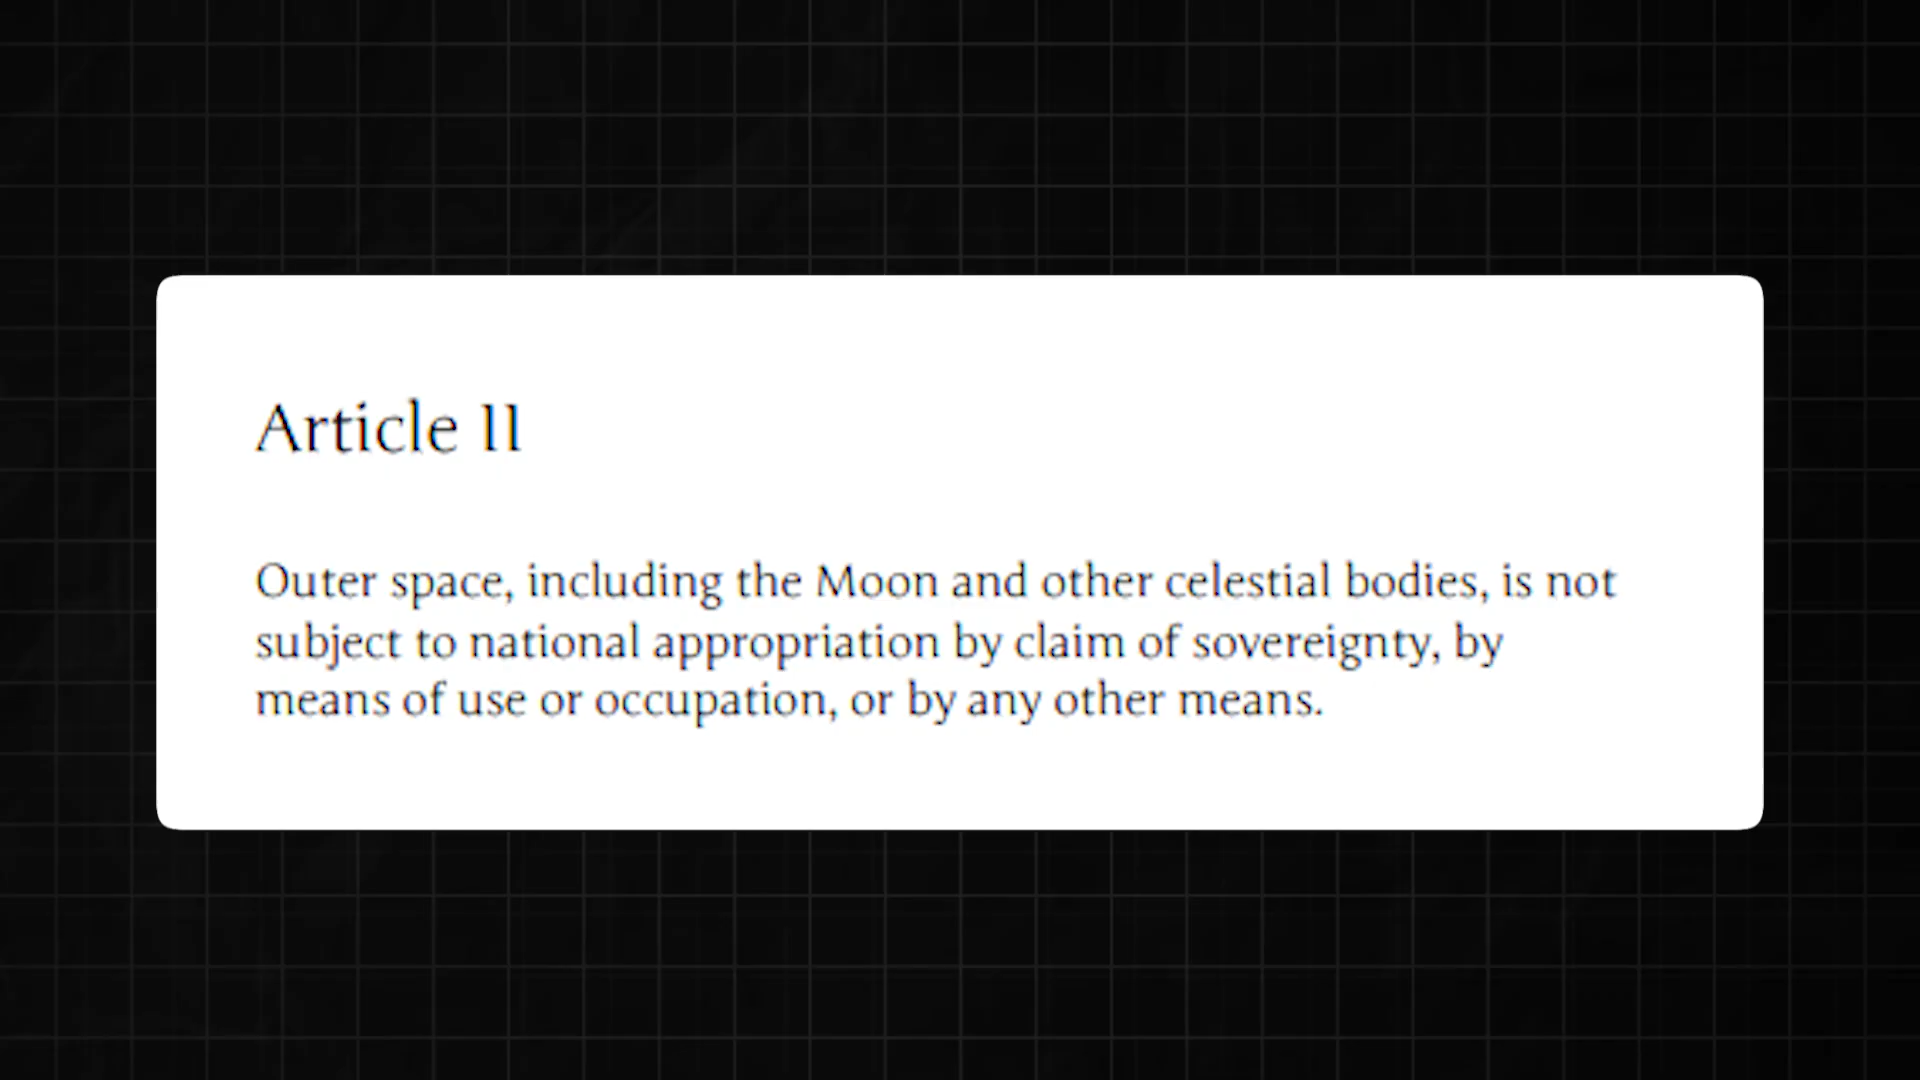 Article II
Outer space, including the Moon and other celestial bodies, is not
subject to national appropriation by claim of sovereignty, by
means of use or occupation, or by any other means.